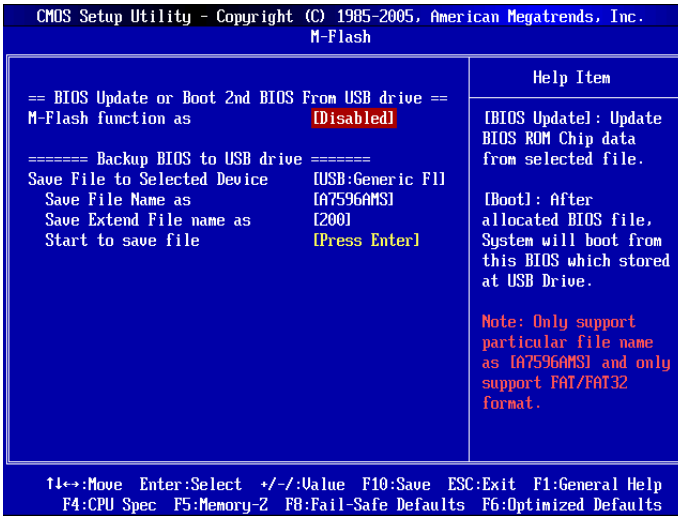 CMOS Setup Utility - Copyright (C) 1985-2005, American Megatrends, Inc.
M-Flash
== BIOS Update or Boot 2nd BIOS From USB drive ==
M-Flash function as [Disabled]
======= Backup BIOS to USB drive =======
Save File to Selected Device [USB:Generic Fl]
Save File Name as [A7596AMS]
Save Extend File name as [200]
Start to save file [Press Enter]
Help Item
[BIOS Update]: Update
BIOS ROM Chip data
from selected file.
[Boot]: After
allocated BIOS file,
System will boot from
this BIOS which stored
at USB Drive.
Note: Only support
particular file name
as [A7596AMS] and only
support FAT/FAT32
format.
↑↓↔:Move Enter:Select +/-/:Value F10:Save ESC:Exit F1:General Help
F4:CPU Spec F5:Memory-Z F8:Fail-Safe Defaults F6:Optimized Defaults